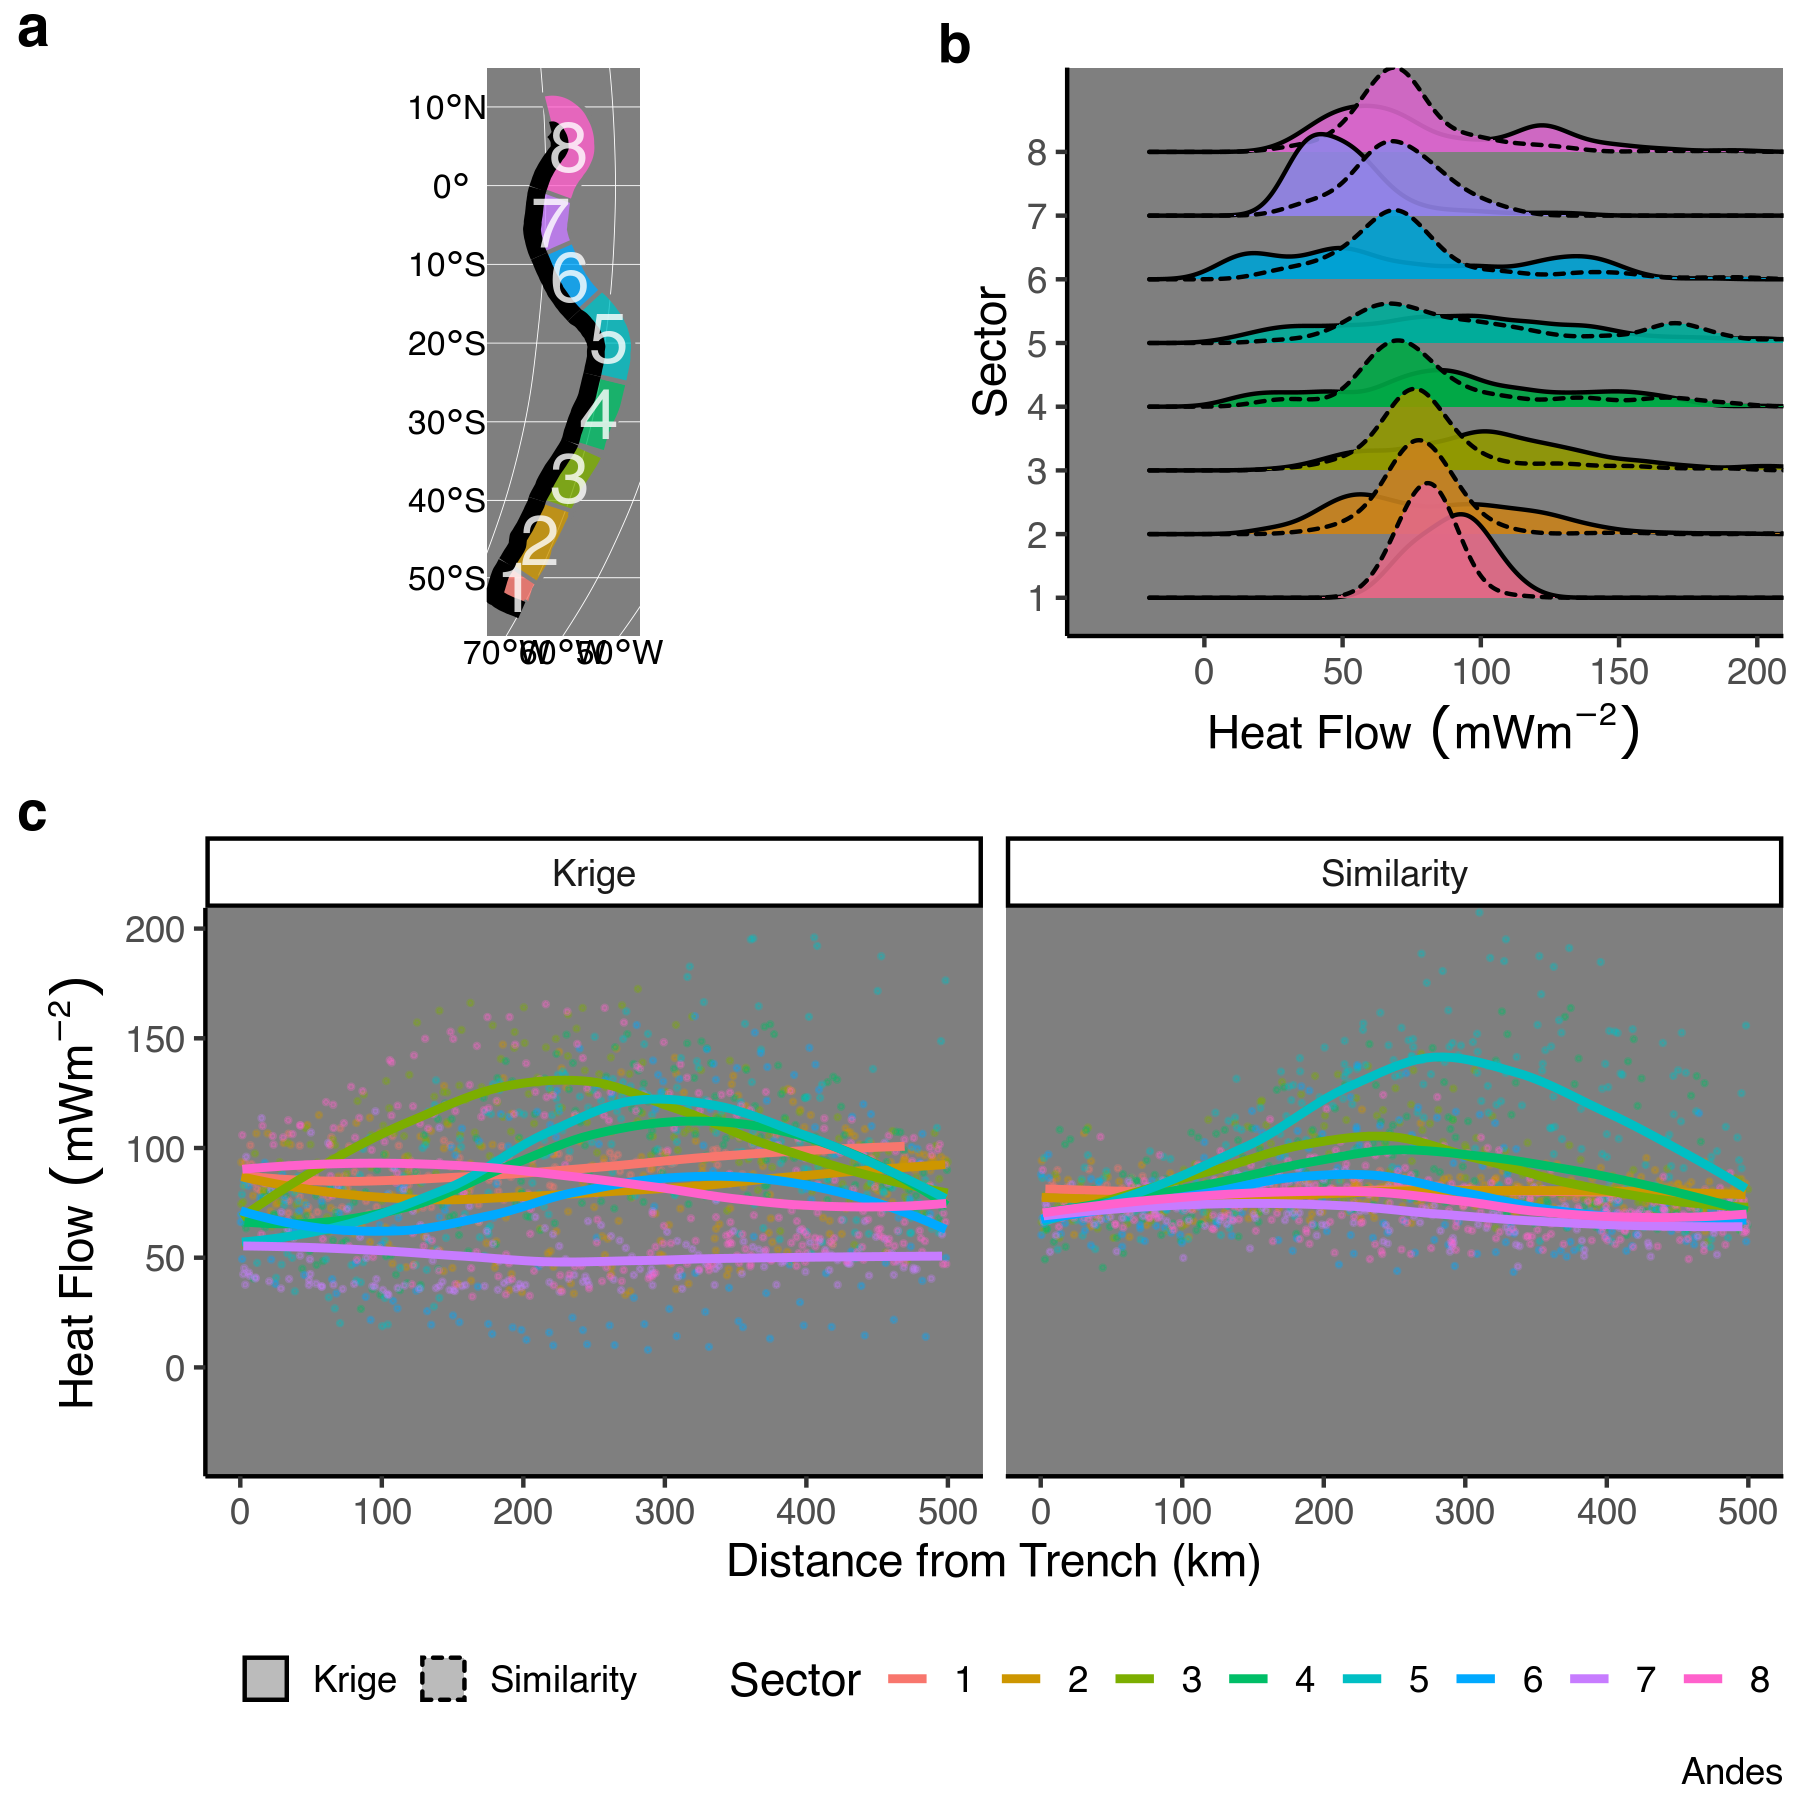 a
10°N
0°
10°S
20°S
30°S
40°S
50°S
8
7
6
5
4
3
2
1
70°W 60°W 50°W
b
Sector
8
7
6
5
4
3
2
1
0 50 100 150 200
Heat Flow (mWm−2)
c
Krige Similarity
Heat Flow (mWm−2)
200
150
100
50
0
0 100 200 300 400 500 0 100 200 300 400 500
Distance from Trench (km)
Krige Similarity Sector 1 2 3 4 5 6 7 8
Andes